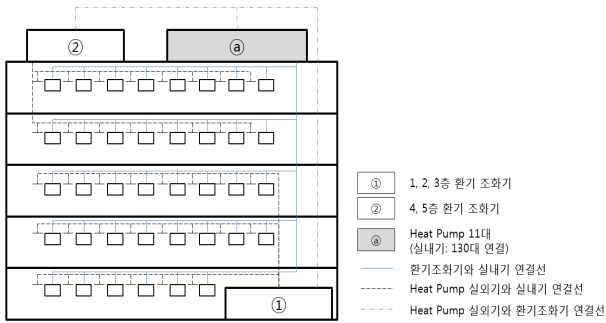 ②
ⓐ
①
① 1, 2, 3층 환기 조화기
② 4, 5층 환기 조화기
ⓐ Heat Pump 11대
(실내기: 130대 연결)
환기조화기와 실내기 연결선
Heat Pump 실외기와 실내기 연결선
Heat Pump 실외기와 환기조화기 연결선